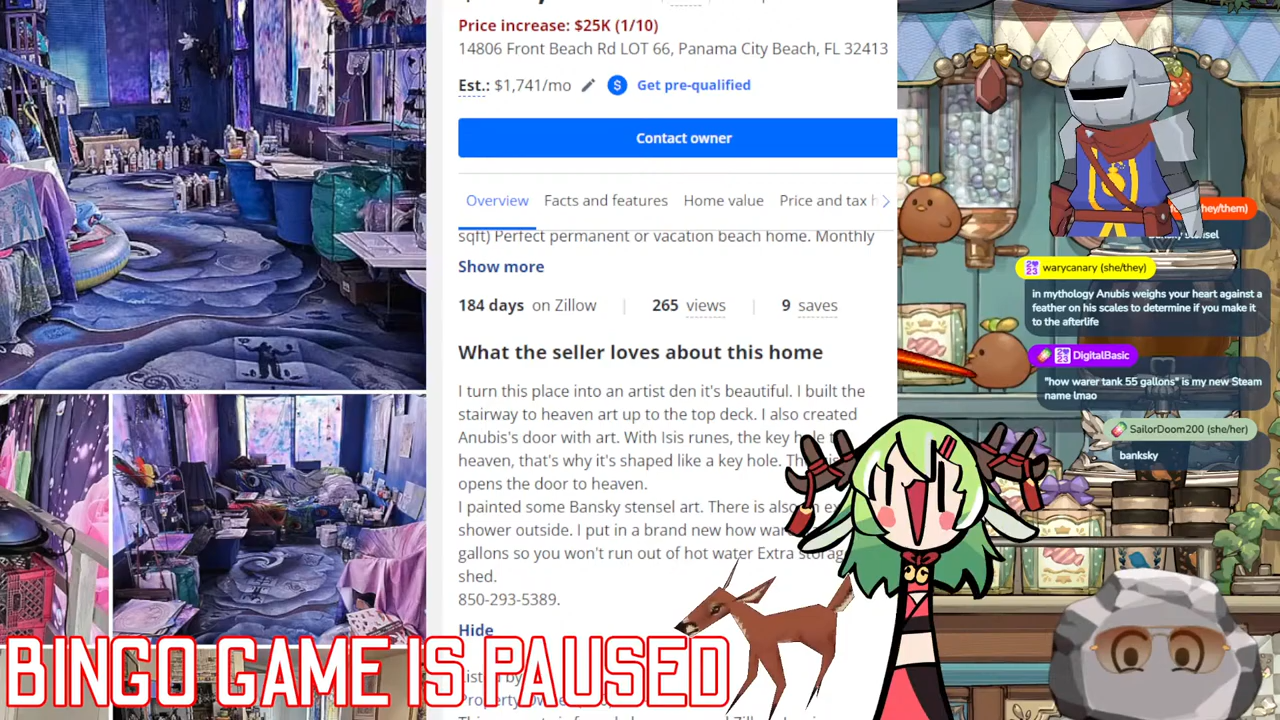 Price increase: $25K (1/10)
14806 Front Beach Rd LOT 66, Panama City Beach, FL 32413
Est.: $1,741/mo
Get pre-qualified
Contact owner
Overview Facts and features Home value Price and tax
sqft) Perfect permanent or vacation beach home. Monthly
Show more
184 days on Zillow | 265 views | 9 saves
What the seller loves about this home
I turn this place into an artist den it's beautiful. I built the
stairway to heaven art up to the top deck. I also created
Anubis's door with art. With Isis runes, the key hole
heaven, that's why it's shaped like a key hole.
opens the door to heaven.
I painted some Bansky stensel art. There is also
shower outside. I put in a brand new how
gallons so you won't run out of hot water Extra storage
shed.
850-293-5389.
Hide
BINGO GAME IS PAUSED
hey/them)
warycanary (she/they)
in mythology Anubis weighs your heart against a
feather on his scales to determine if you make it
to the afterlife
DigitalBasic
"how warer tank 55 gallons" is my new Steam
name lmao
SailorDoom200 (she/her)
banksky